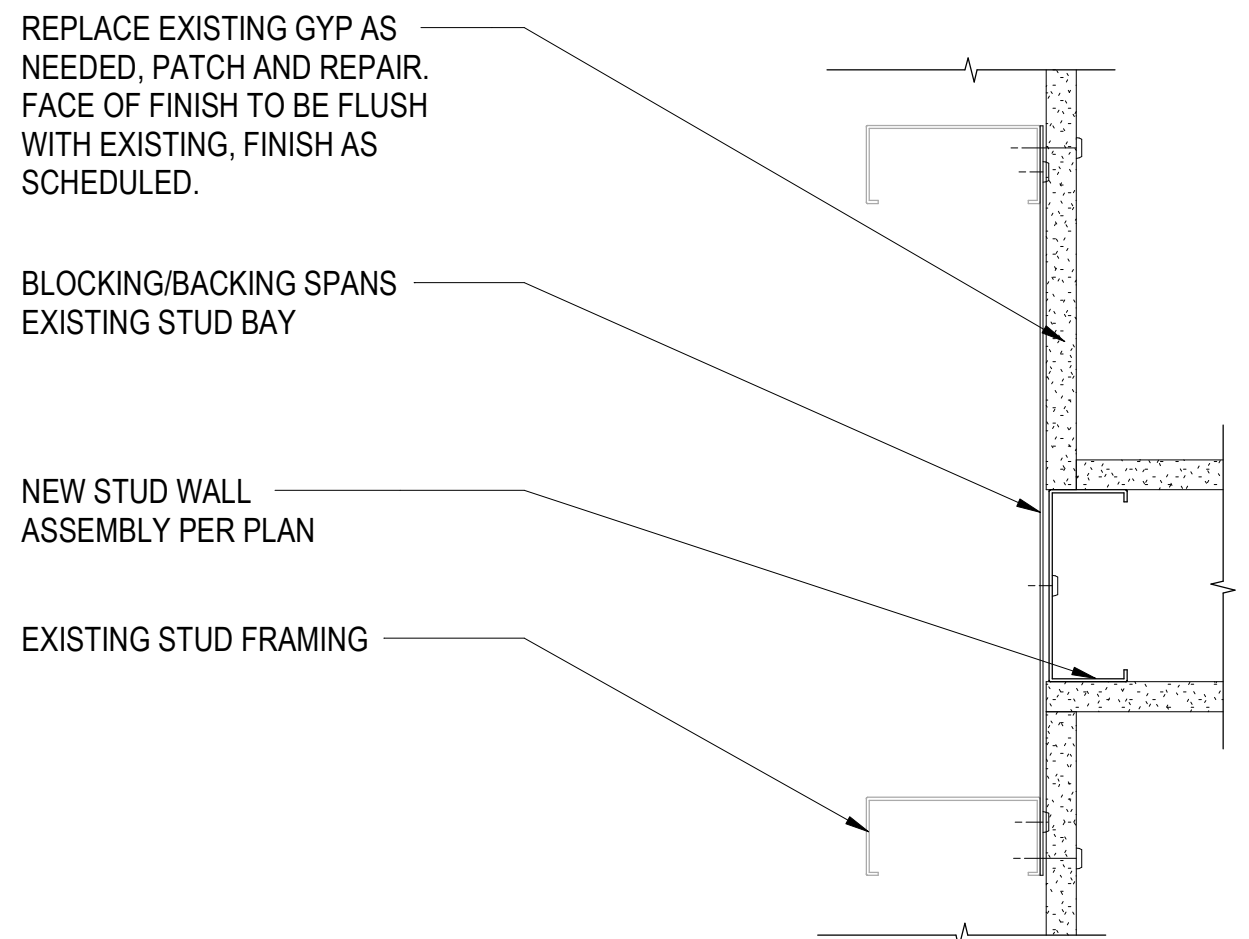 REPLACE EXISTING GYP AS
NEEDED, PATCH AND REPAIR.
FACE OF FINISH TO BE FLUSH
WITH EXISTING, FINISH AS
SCHEDULED.
BLOCKING/BACKING SPANS
EXISTING STUD BAY
NEW STUD WALL
ASSEMBLY PER PLAN
EXISTING STUD FRAMING